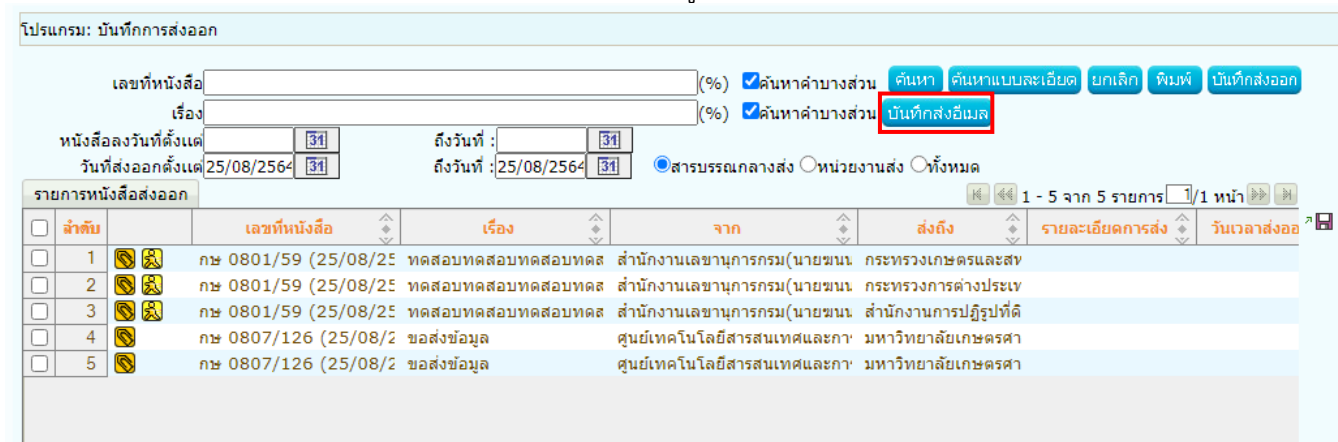 โปรแกรม: บันทึกการส่งออก
เลขที่หนังสือ (%) ค้นหาคำบางส่วน ค้นหา ค้นหาแบบละเอียด ยกเลิก พิมพ์ บันทึกส่งออก
เรื่อง (%) ค้นหาคำบางส่วน บันทึกส่งอีเมล
หนังสือลงวันที่ตั้งแต่ 31 ถึงวันที่ : 31
วันที่ส่งออกตั้งแต่ 25/08/2564 31 ถึงวันที่ : 25/08/2564 31 สารบรรณกลางส่ง หน่วยงานส่ง ทั้งหมด
รายการหนังสือส่งออก 1 - 5 จาก 5 รายการ 1/1 หน้า
ลำดับ เลขที่หนังสือ เรื่อง จาก ส่งถึง รายละเอียดการส่ง วันเวลาส่งออ
1 กษ 0801/59 (25/08/25 ทดสอบทดสอบทดสอบทดส สำนักงานเลขานุการกรม(นายฆนน กระทรวงเกษตรและสห
2 กษ 0801/59 (25/08/25 ทดสอบทดสอบทดสอบทดส สำนักงานเลขานุการกรม(นายฆนน กระทรวงการต่างประเท
3 กษ 0801/59 (25/08/25 ทดสอบทดสอบทดสอบทดส สำนักงานเลขานุการกรม(นายฆนน สำนักงานการปฏิรูปที่ดิ
4 กษ 0807/126 (25/08/2 ขอส่งข้อมูล ศูนย์เทคโนโลยีสารสนเทศและกา มหาวิทยาลัยเกษตรศา
5 กษ 0807/126 (25/08/2 ขอส่งข้อมูล ศูนย์เทคโนโลยีสารสนเทศและกา มหาวิทยาลัยเกษตรศา